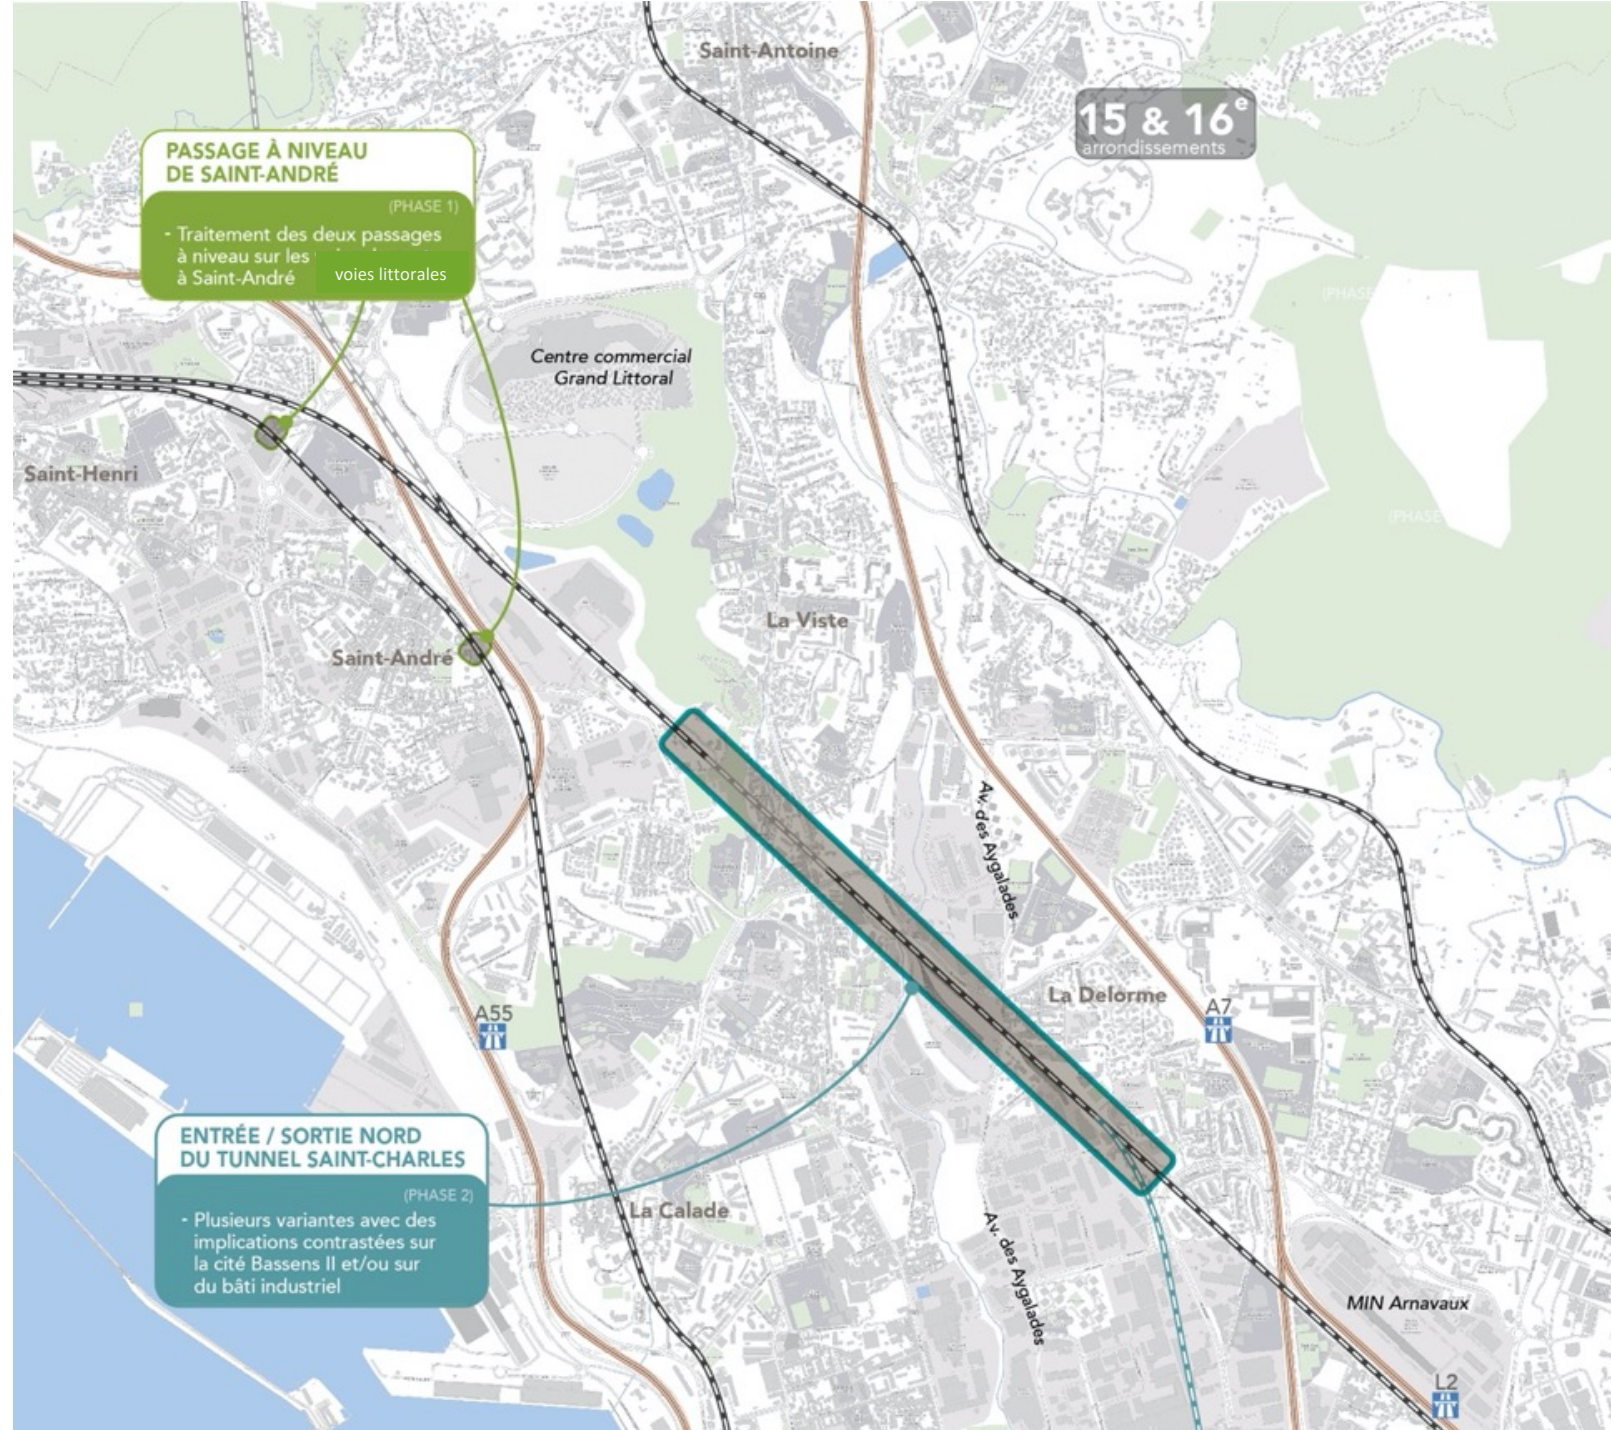 Saint-Antoine
15 & 16e
arrondissements
PASSAGE À NIVEAU
DE SAINT-ANDRÉ
(PHASE 1)
- Traitement des deux passages
à niveau sur les
à Saint-André
voies littorales
(PHASE
Centre commercial
Grand Littoral
Saint-Henri
(PHASE
La Viste
Saint-André
Av. des Aygalades
La Delorme
A55
A7
ENTRÉE / SORTIE NORD
DU TUNNEL SAINT-CHARLES
(PHASE 2)
- Plusieurs variantes avec des
implications contrastées sur
la cité Bassens II et/ou sur
du bâti industriel
La Calade
Av. des Aygalades
MIN Arnavaux
L2